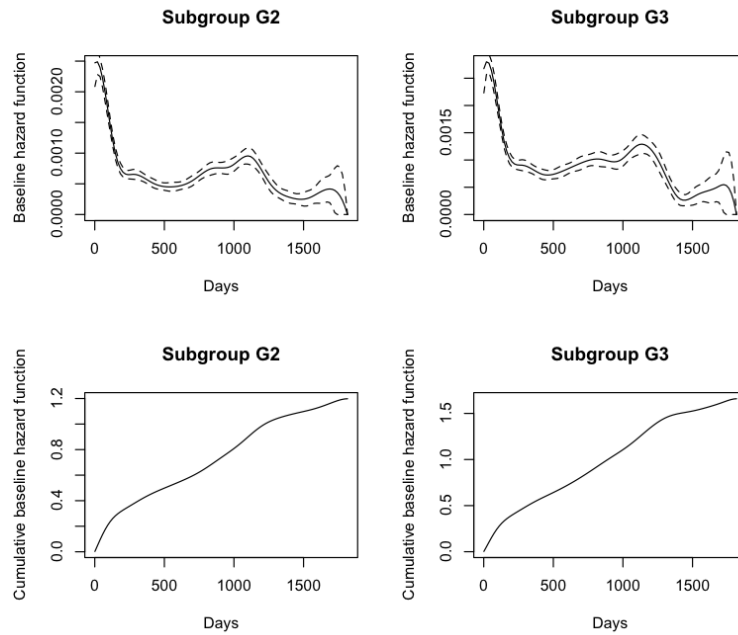 Subgroup G2
Baseline hazard function
0.0000 0.0010 0.0020
0 500 1000 1500
Days
Subgroup G3
Baseline hazard function
0.0000 0.0015
0 500 1000 1500
Days
Subgroup G2
Cumulative baseline hazard function
0.0 0.4 0.8 1.2
0 500 1000 1500
Days
Subgroup G3
Cumulative baseline hazard function
0.0 0.5 1.0 1.5
0 500 1000 1500
Days